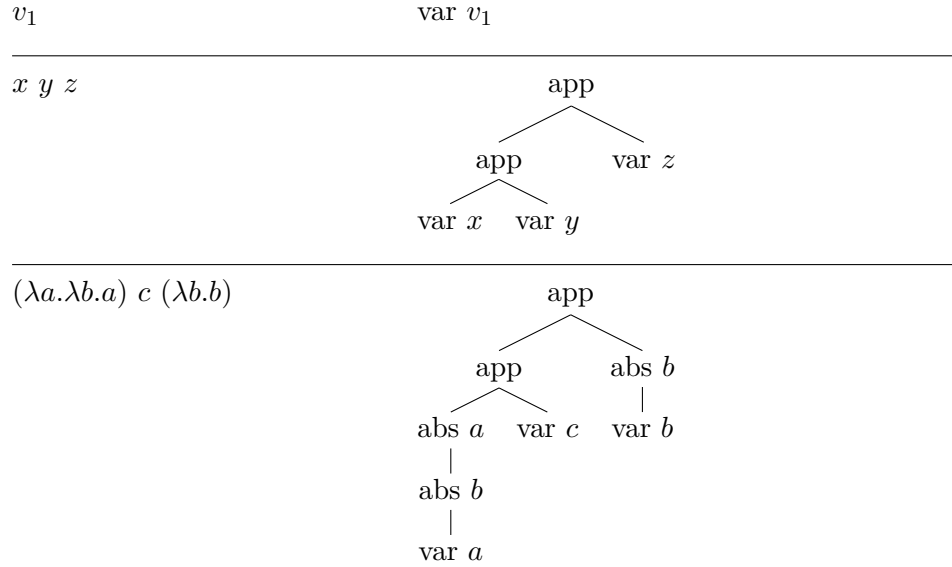 v₁ var v₁
x y z app
app var z
var x var y
(λa.λb.a) c (λb.b) app
app abs b
abs a var c var b
abs b
var a